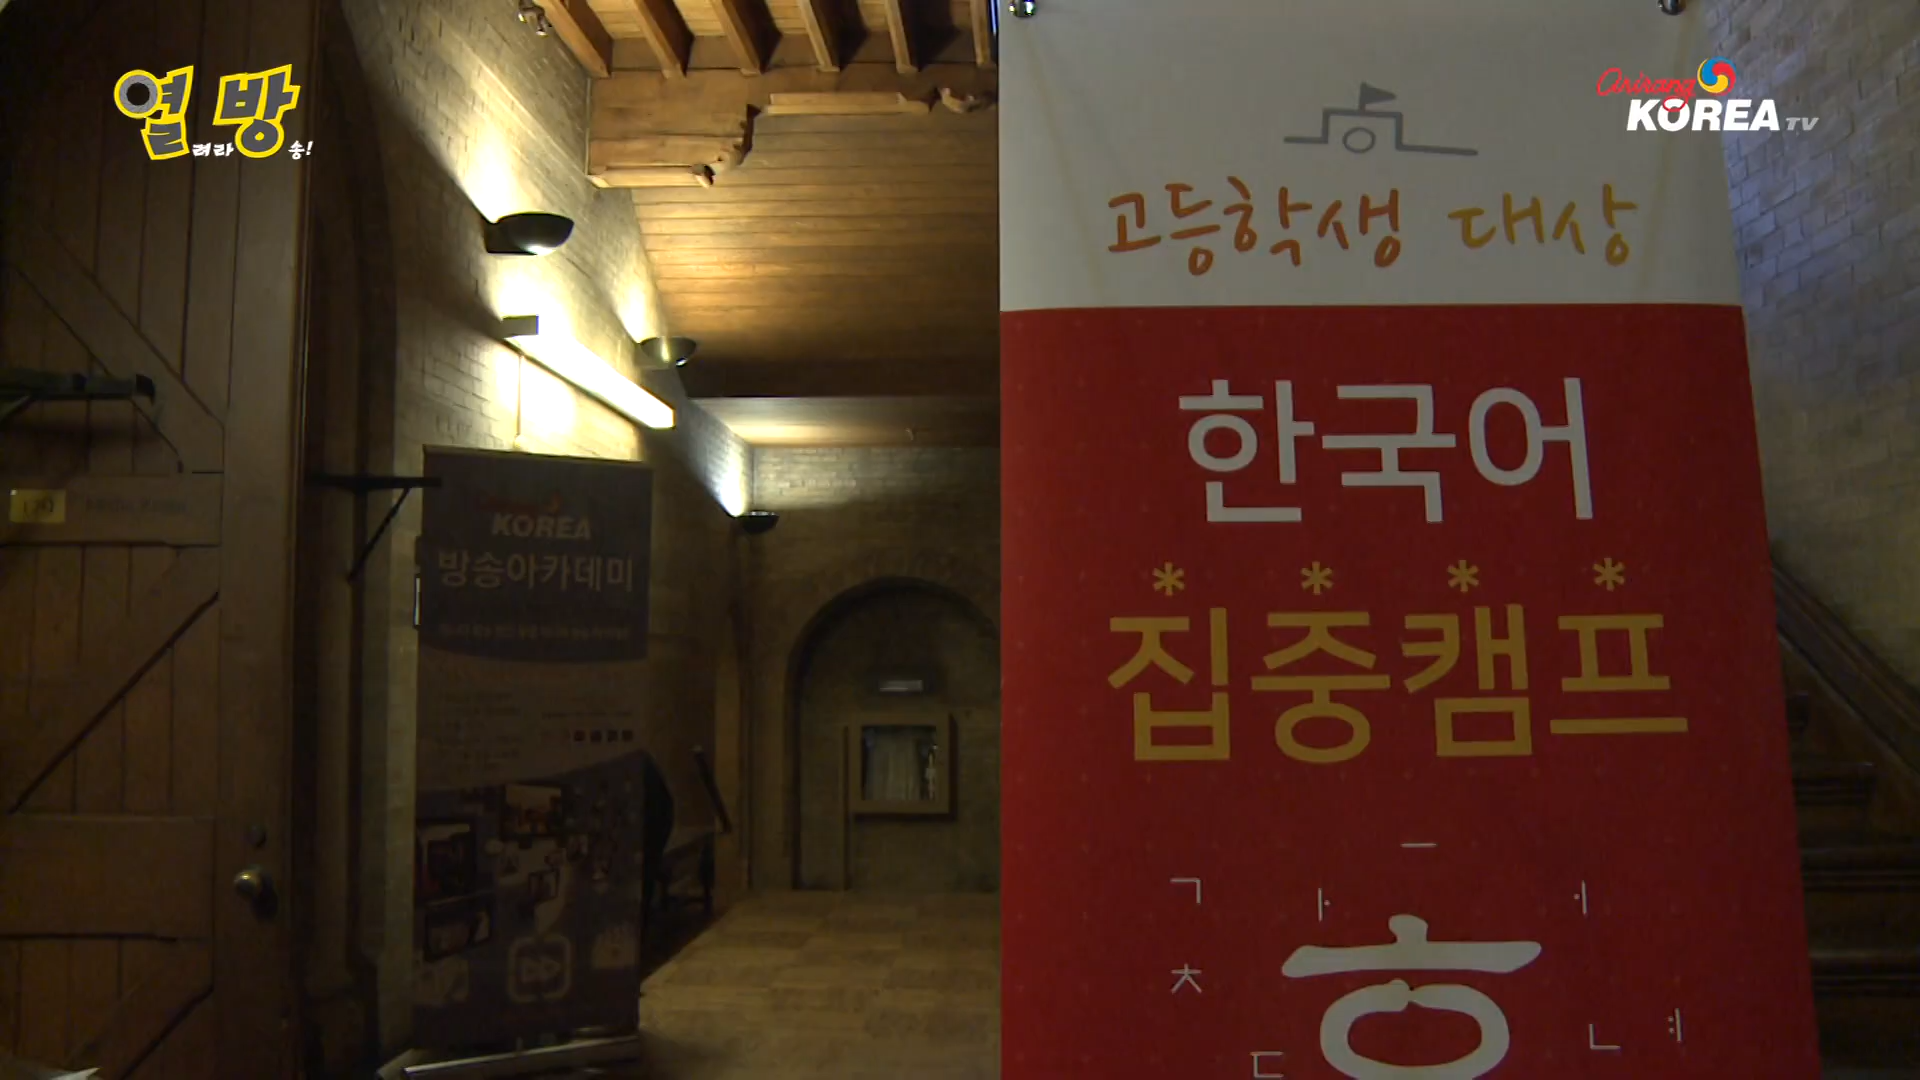 열려라 방송!
Arirang
KOREA TV
고등학생 대상
한국어
집중캠프
ㅡ
ㄱ ㅏ ㅓ
ㅎ
ㅊ
ㄴ ㅕ
ㄷ
KOREA
방송아카데미